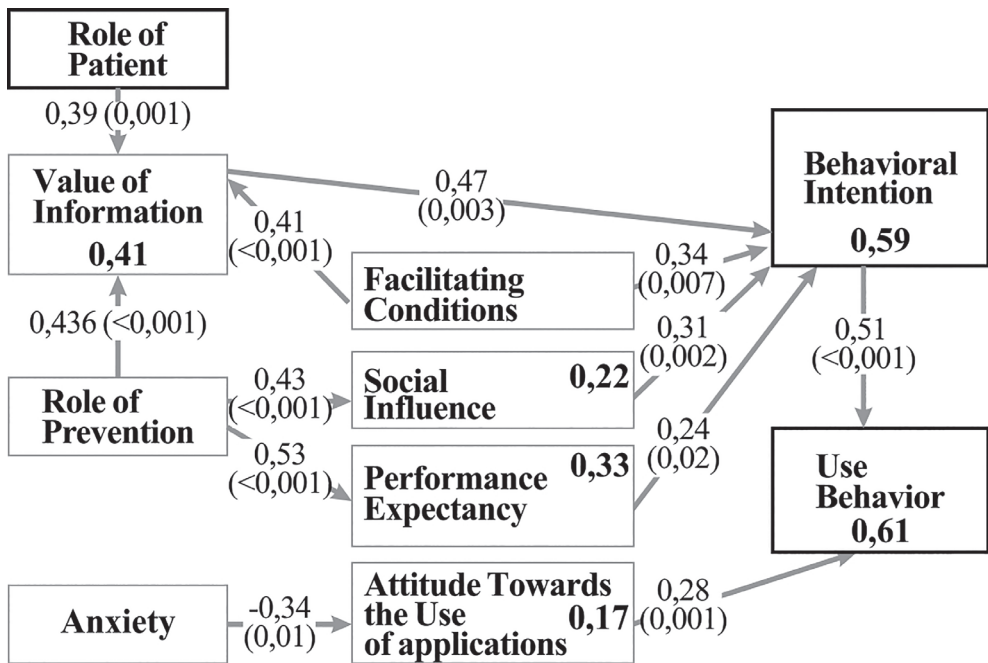 Role of
Patient
0,39 (0,001)
Value of
Information
0,41
0,47
(0,003)
Behavioral
Intention
0,59
0,41
(<0,001)
Facilitating
Conditions
0,34
(0,007)
0,436 (<0,001)
0,31
(0,002)
0,51
(<0,001)
Role of
Prevention
0,43
(<0,001)
Social
Influence
0,22
0,53
(<0,001)
Performance
Expectancy
0,33
0,24
(0,02)
Use
Behavior
0,61
Anxiety
-0,34
(0,01)
Attitude Towards
the Use
of applications
0,17
0,28
(0,001)